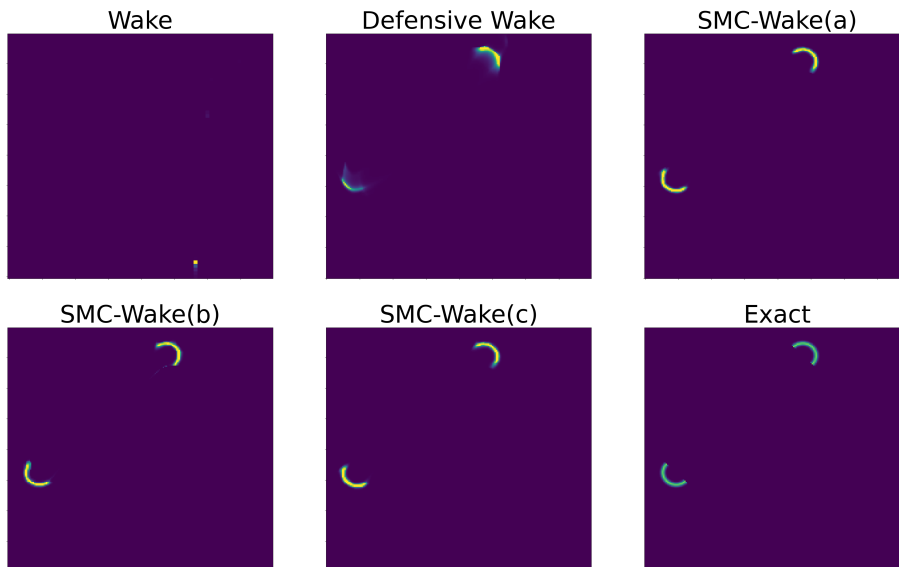 Wake
Defensive Wake
SMC-Wake(a)
SMC-Wake(b)
SMC-Wake(c)
Exact